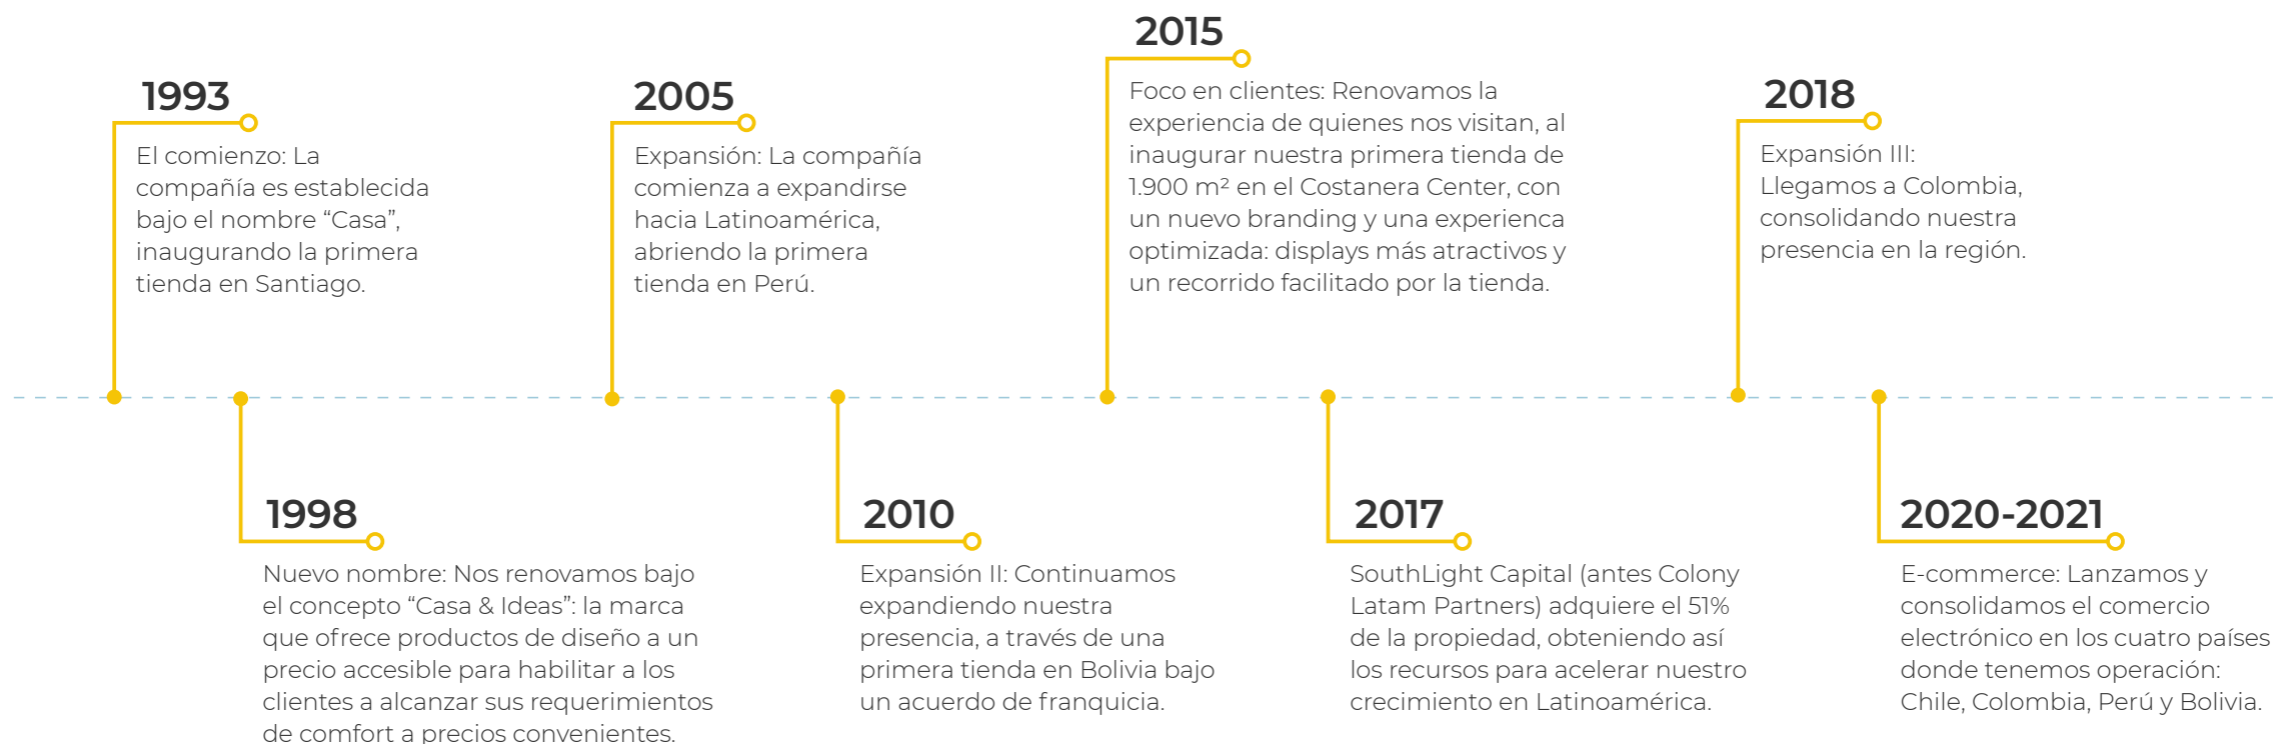 1993
El comienzo: La
compañía es establecida
bajo el nombre “Casa”,
inaugurando la primera
tienda en Santiago.
1998
Nuevo nombre: Nos renovamos bajo
el concepto “Casa & Ideas”: la marca
que ofrece productos de diseño a un
precio accesible para habilitar a los
clientes a alcanzar sus requerimientos
de comfort a precios convenientes.
2005
Expansión: La compañía
comienza a expandirse
hacia Latinoamérica,
abriendo la primera
tienda en Perú.
2010
Expansión II: Continuamos
expandiendo nuestra
presencia, a través de una
primera tienda en Bolivia bajo
un acuerdo de franquicia.
2015
Foco en clientes: Renovamos la
experiencia de quienes nos visitan, al
inaugurar nuestra primera tienda de
1.900 m² en el Costanera Center, con
un nuevo branding y una experienca
optimizada: displays más atractivos y
un recorrido facilitado por la tienda.
2017
SouthLight Capital (antes Colony
Latam Partners) adquiere el 51%
de la propiedad, obteniendo así
los recursos para acelerar nuestro
crecimiento en Latinoamérica.
2018
Expansión III:
Llegamos a Colombia,
consolidando nuestra
presencia en la región.
2020-2021
E-commerce: Lanzamos y
consolidamos el comercio
electrónico en los cuatro países
donde tenemos operación:
Chile, Colombia, Perú y Bolivia.